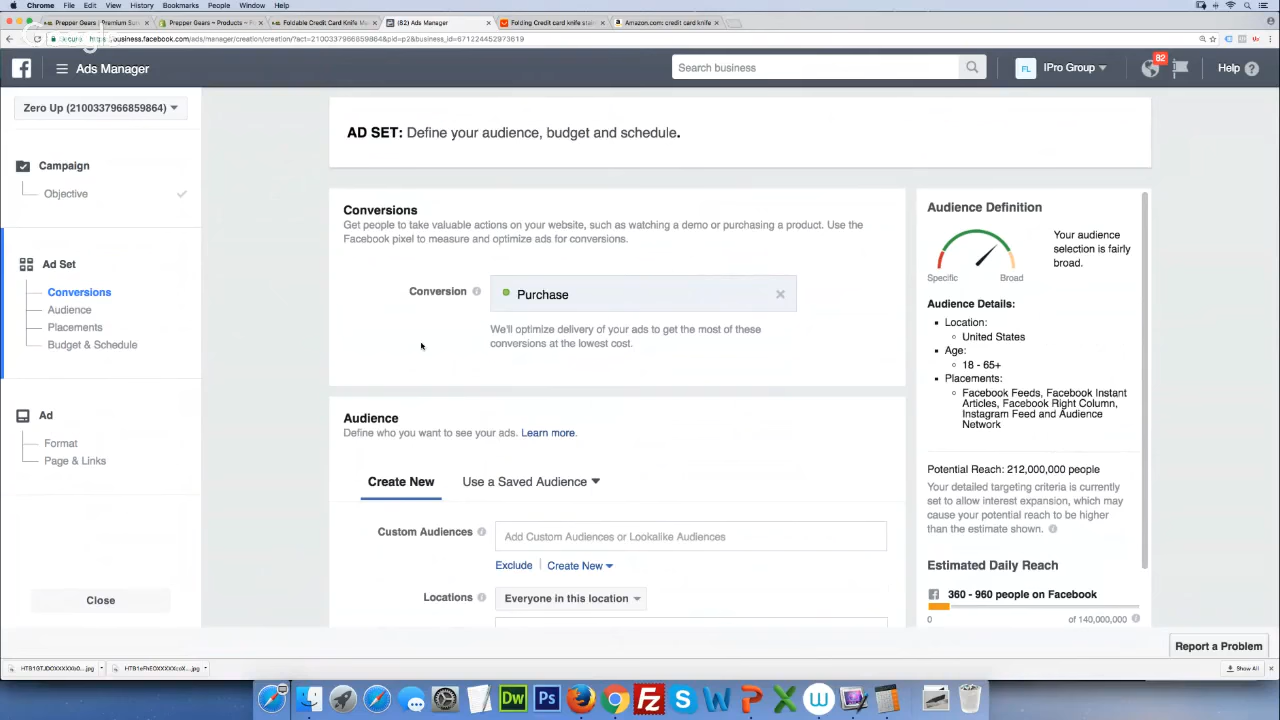 Chrome File Edit View History Bookmarks People Window Help
Prepper Gears – Premium Sur
Prepper Gears ~ Products ~ F
Foldable Credit Card Knife M
(82) Ads Manager
Folding Credit card knife stain
Amazon.com: credit card knife
business.facebook.com/ads/manager/creation/creation/?act=2100337966859864&pid=p2&business_id=671224452973619
Ads Manager
Search business
FL
IPro Group
82
Help
Zero Up (2100337966859864)
Campaign
Objective
Ad Set
Conversions
Audience
Placements
Budget & Schedule
Ad
Format
Page & Links
Close
AD SET: Define your audience, budget and schedule.
Conversions
Get people to take valuable actions on your website, such as watching a demo or purchasing a product. Use the
Facebook pixel to measure and optimize ads for conversions.
Conversion
Purchase
We'll optimize delivery of your ads to get the most of these
conversions at the lowest cost.
Audience
Define who you want to see your ads. Learn more.
Create New
Use a Saved Audience
Custom Audiences
Add Custom Audiences or Lookalike Audiences
Exclude
Create New
Locations
Everyone in this location
Audience Definition
Your audience
selection is fairly
broad.
Specific
Broad
Audience Details:
Location:
United States
Age:
18 - 65+
Placements:
Facebook Feeds, Facebook Instant
Articles, Facebook Right Column,
Instagram Feed and Audience
Network
Potential Reach: 212,000,000 people
Your detailed targeting criteria is currently
set to allow interest expansion, which may
cause your potential reach to be higher
than the estimate shown.
Estimated Daily Reach
360 - 960 people on Facebook
0
of 140,000,000
Report a Problem
Show All
Dw
Ps
Fz
S
W
P
X
W